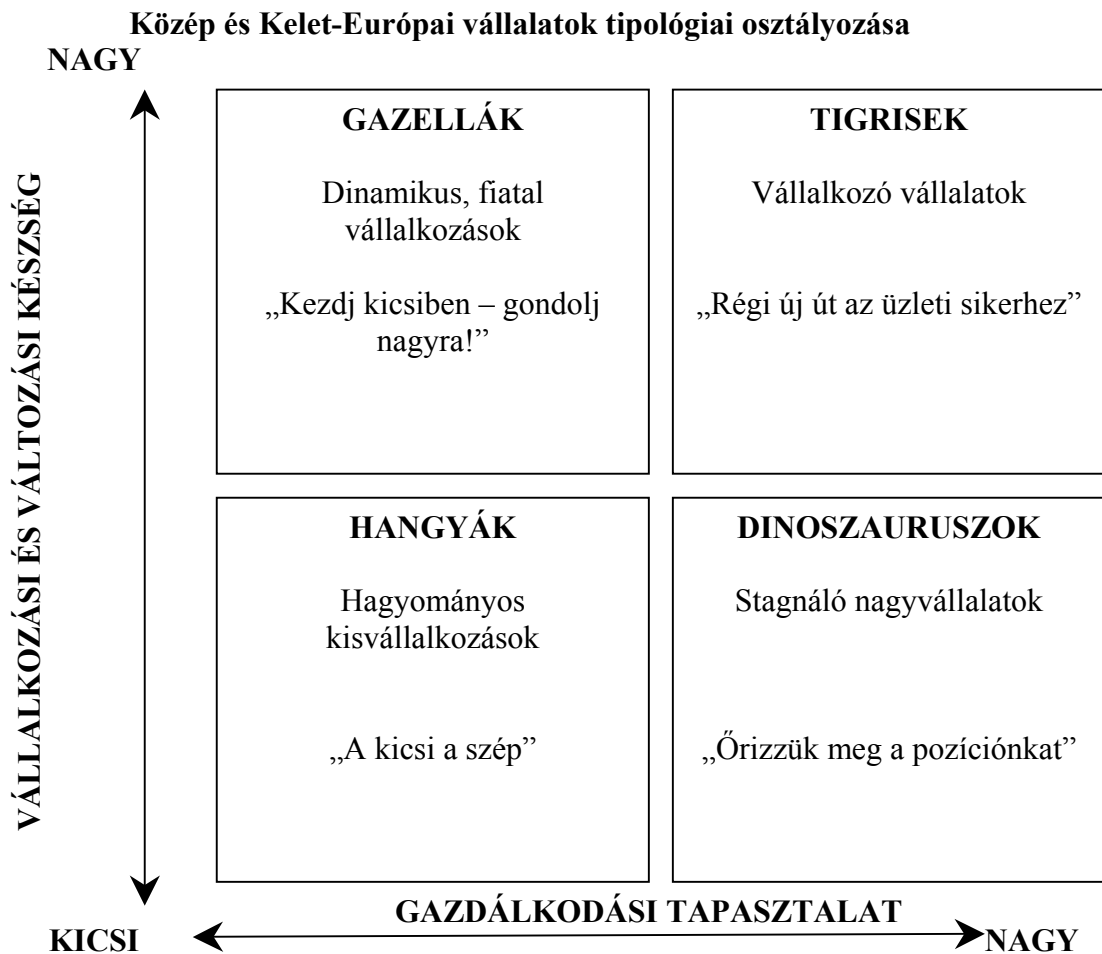 Közép és Kelet-Európai vállalatok tipológiai osztályozása
NAGY
VÁLLALKOZÁSI ÉS VÁLTOZÁSI KÉSZSÉG
GAZELLÁK
Dinamikus, fiatal
vállalkozások
„Kezdj kicsiben – gondolj
nagyra!”
TIGRISEK
Vállalkozó vállalatok
„Régi új út az üzleti sikerhez”
HANGYÁK
Hagyományos
kisvállalkozások
„A kicsi a szép”
DINOSZAURUSZOK
Stagnáló nagyvállalatok
„Őrizzük meg a pozíciónkat”
GAZDÁLKODÁSI TAPASZTALAT
KICSI
NAGY